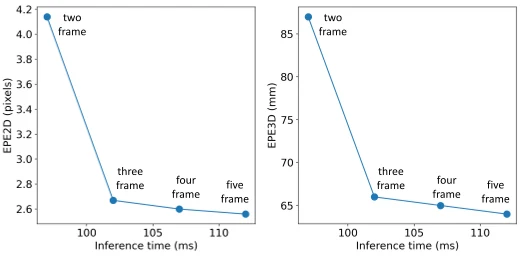 4.2
4.0
3.8
3.6
3.4
3.2
3.0
2.8
2.6
EPE2D (pixels)
two
frame
three
frame
four
frame
five
frame
100
105
110
Inference time (ms)
85
80
75
70
65
EPE3D (mm)
two
frame
three
frame
four
frame
five
frame
100
105
110
Inference time (ms)